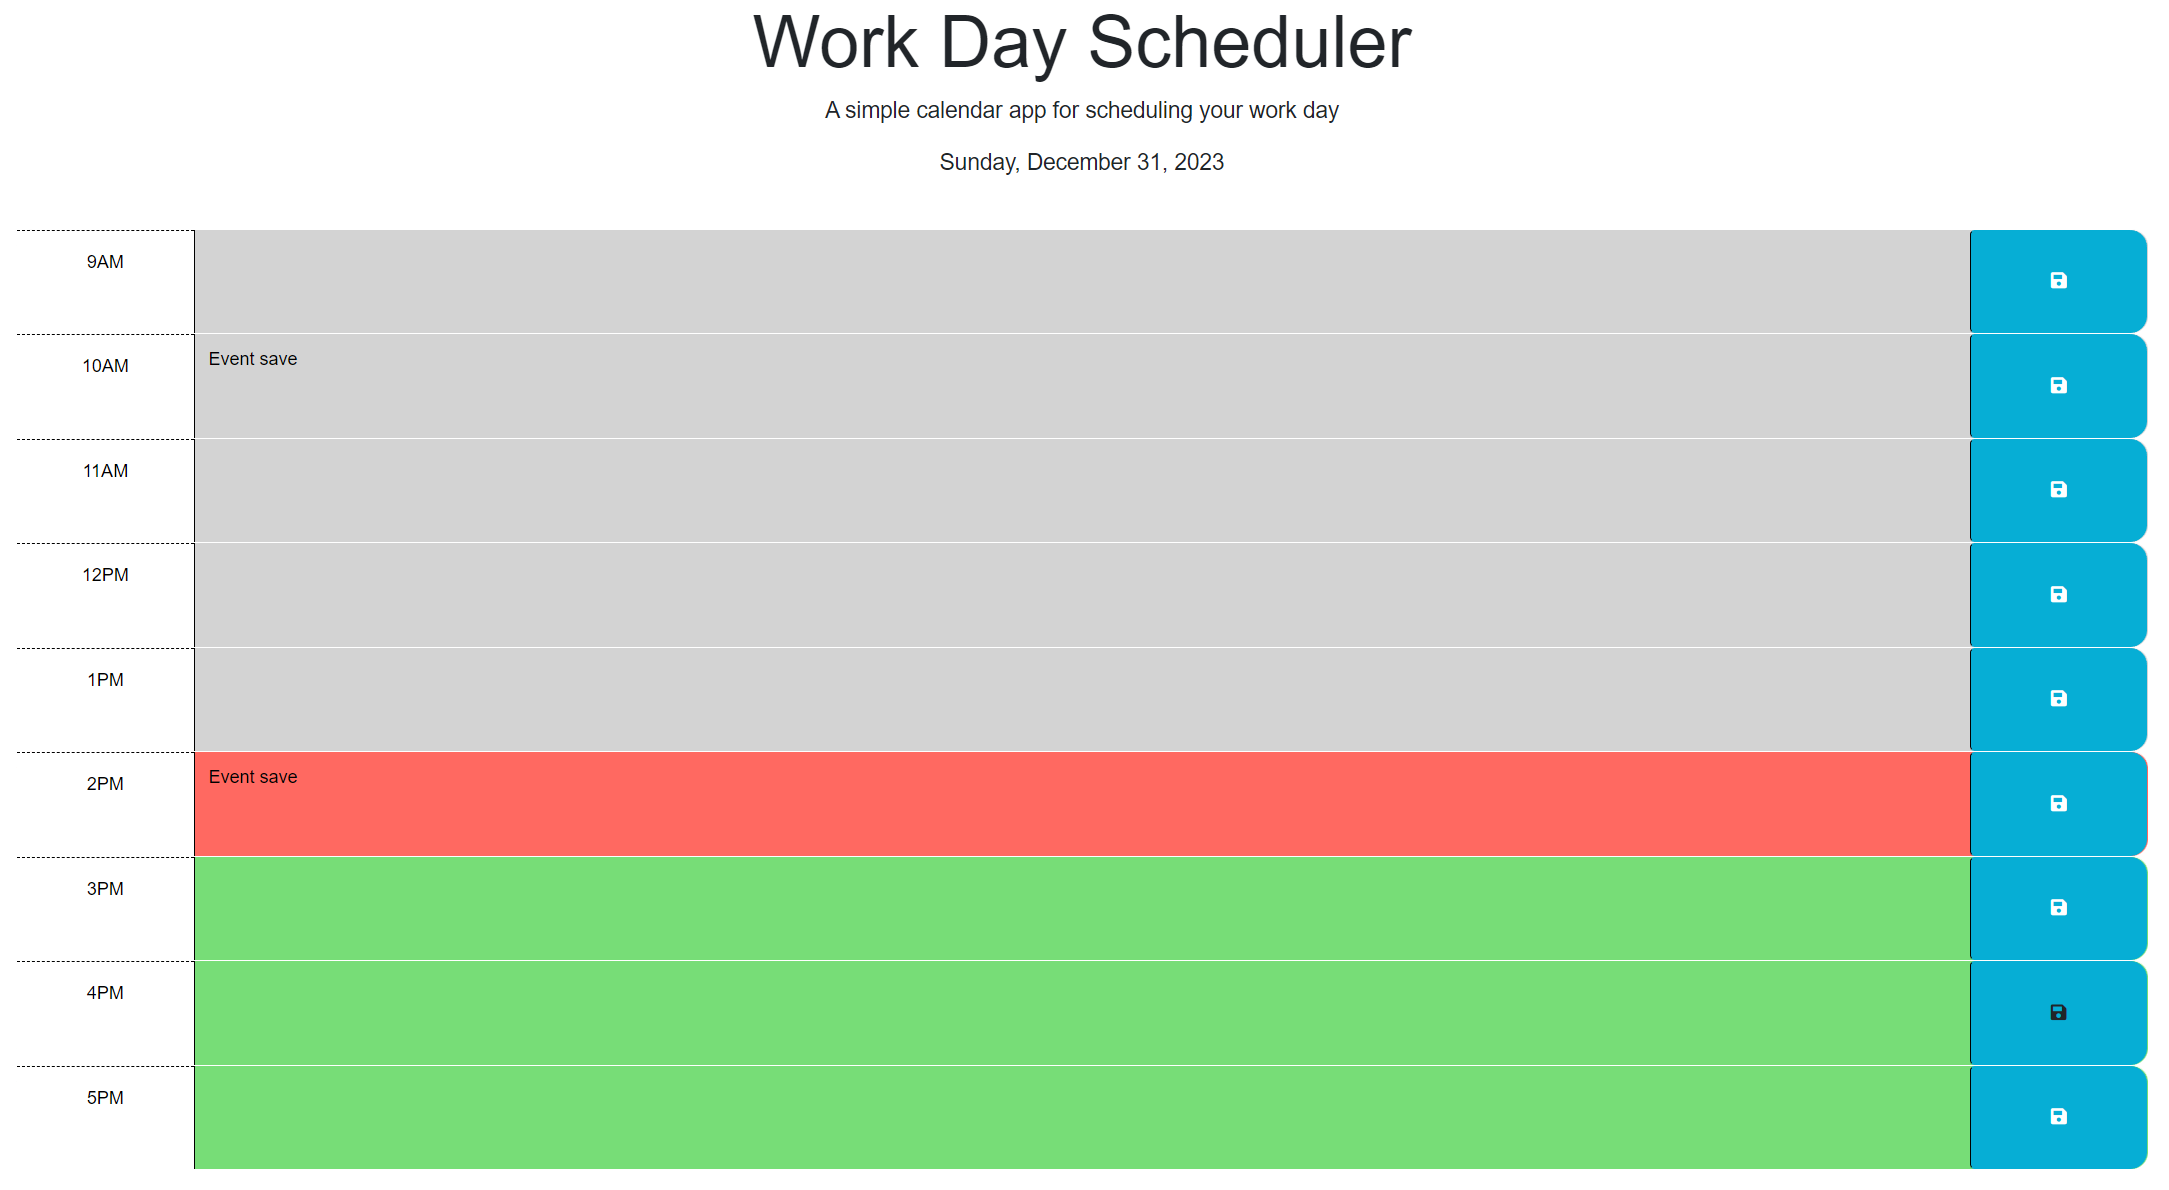 Work Day Scheduler
A simple calendar app for scheduling your work day
Sunday, December 31, 2023
9AM
10AM
Event save
11AM
12PM
1PM
2PM
Event save
3PM
4PM
5PM